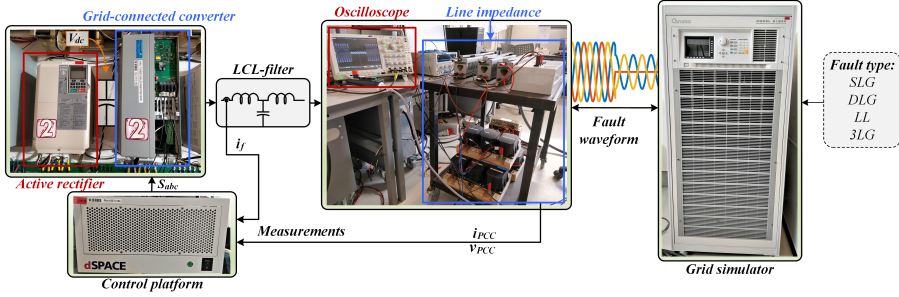 Grid-connected converter
Oscilloscope
Line impedance
V_dc
LCL-filter
Fault type:
SLG
DLG
LL
3LG
2
2
i_f
Fault
waveform
Active rectifier
S_abc
Measurements
i_PCC
v_PCC
dSPACE
Control platform
Grid simulator
Chroma